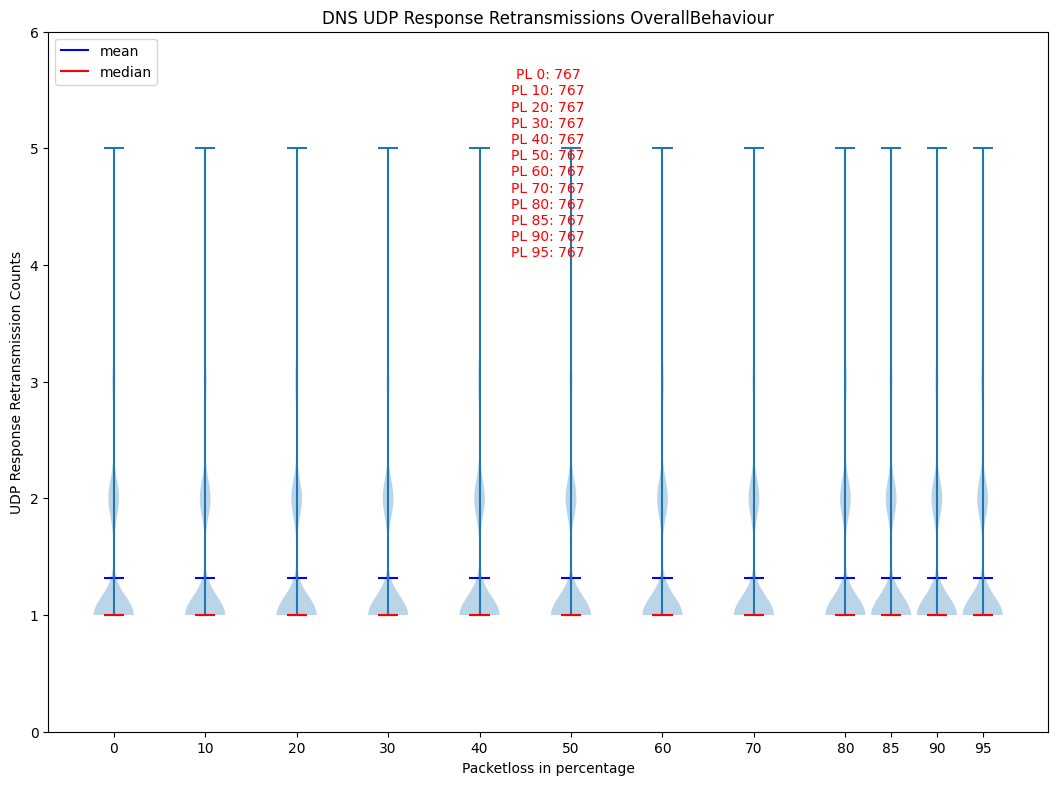 DNS UDP Response Retransmissions OverallBehaviour
6
mean
median
PL 0: 767
PL 10: 767
PL 20: 767
PL 30: 767
PL 40: 767
PL 50: 767
PL 60: 767
PL 70: 767
PL 80: 767
PL 85: 767
PL 90: 767
PL 95: 767
5
4
3
2
1
0
UDP Response Retransmission Counts
0 10 20 30 40 50 60 70 80 85 90 95
Packetloss in percentage